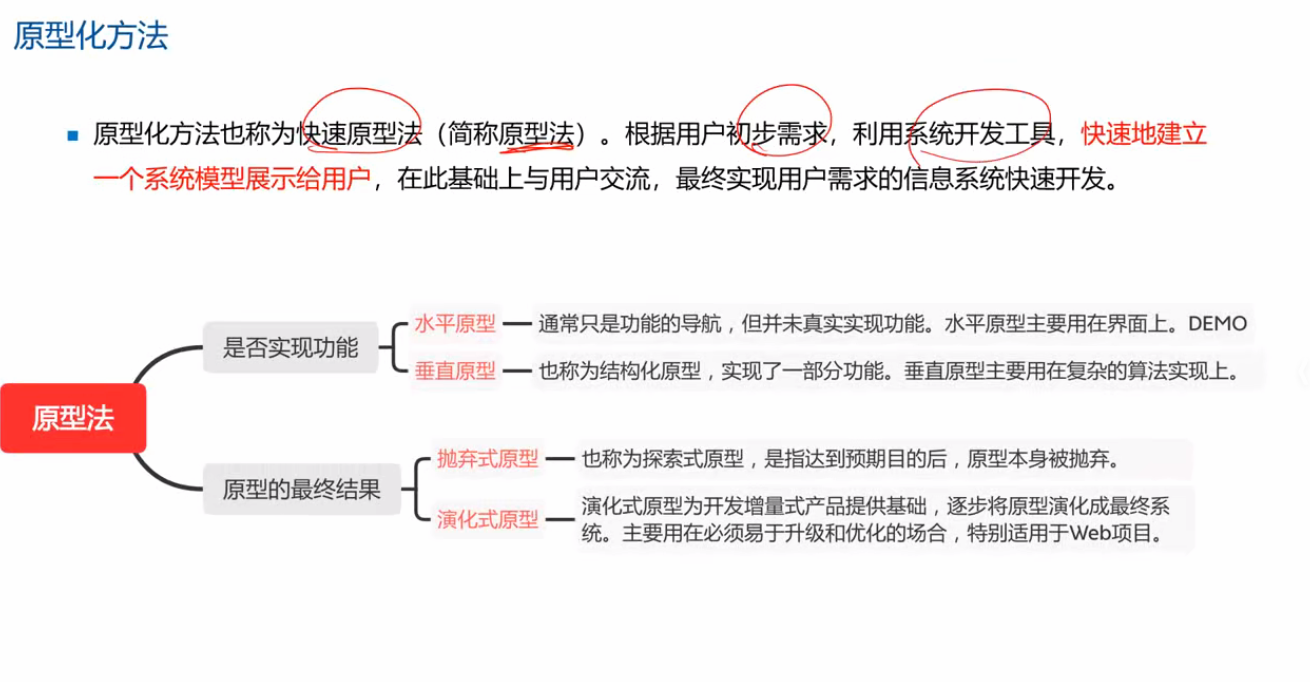 原型化方法
原型化方法也称为快速原型法（简称原型法）。根据用户初步需求，利用系统开发工具，快速地建立
一个系统模型展示给用户，在此基础上与用户交流，最终实现用户需求的信息系统快速开发。
水平原型 通常只是功能的导航，但并未真实实现功能。水平原型主要用在界面上。DEMO
是否实现功能
垂直原型 也称为结构化原型，实现了一部分功能。垂直原型主要用在复杂的算法实现上。
原型法
抛弃式原型 也称为探索式原型，是指达到预期目的后，原型本身被抛弃。
原型的最终结果
演化式原型 演化式原型为开发增量式产品提供基础，逐步将原型演化成最终系
统。主要用在必须易于升级和优化的场合，特别适用于Web项目。